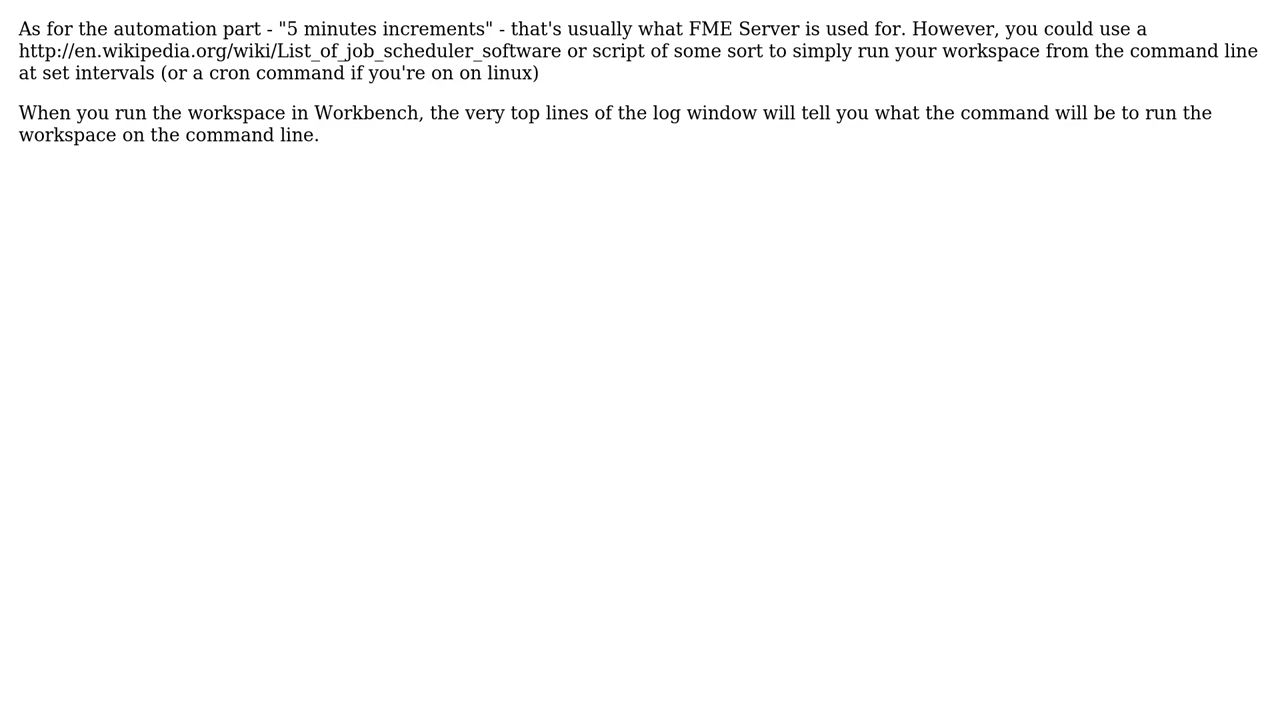 As for the automation part - "5 minutes increments" - that's usually what FME Server is used for. However, you could use a
http://en.wikipedia.org/wiki/List_of_job_scheduler_software or script of some sort to simply run your workspace from the command line
at set intervals (or a cron command if you're on on linux)
When you run the workspace in Workbench, the very top lines of the log window will tell you what the command will be to run the
workspace on the command line.